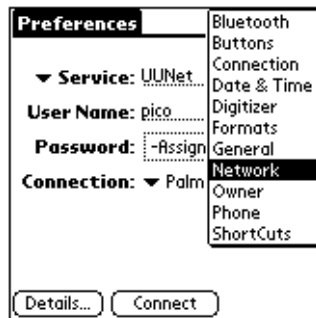 Preferences
Service: UUNet
User Name: pico
Password: -Assign
Connection: Palm
Details... Connect
Bluetooth
Buttons
Connection
Date & Time
Digitizer
Formats
General
Network
Owner
Phone
ShortCuts